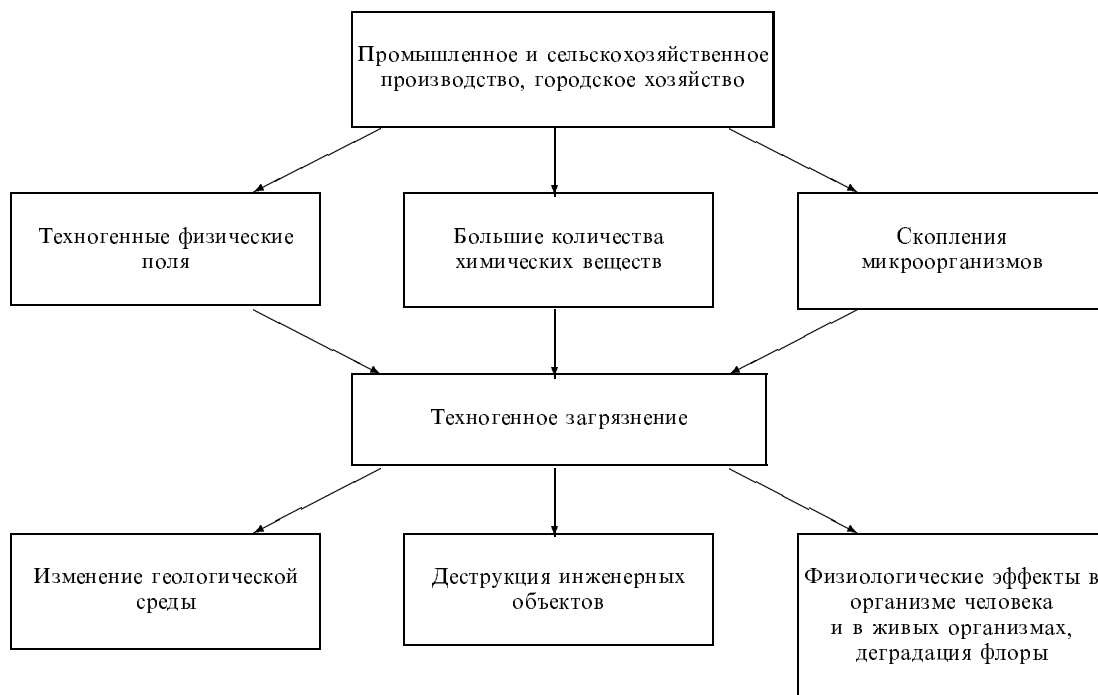 Промышленное и сельскохозяйственное
производство, городское хозяйство
Техногенные физические
поля
Большие количества
химических веществ
Скопления
микроорганизмов
Техногенное загрязнение
Изменение геологической
среды
Деструкция инженерных
объектов
Физиологические эффекты в
организме человека
и в живых организмах,
деградация флоры